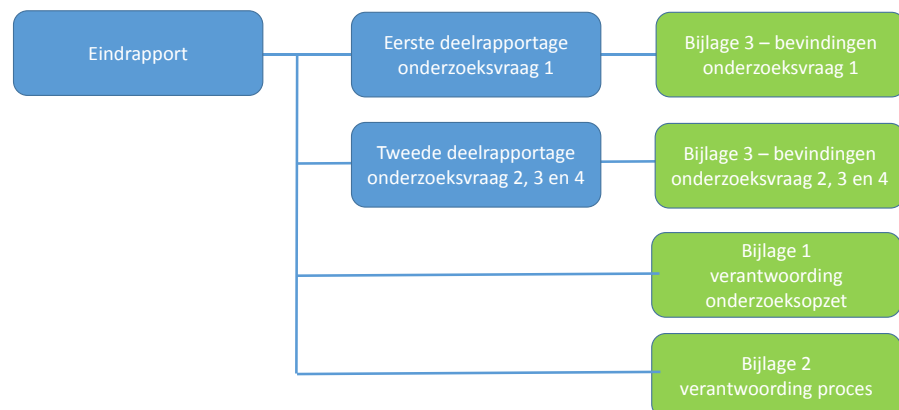 Eindrapport
Eerste deelrapportage
onderzoeksvraag 1
Bijlage 3 – bevindingen
onderzoeksvraag 1
Tweede deelrapportage
onderzoeksvraag 2, 3 en 4
Bijlage 3 – bevindingen
onderzoeksvraag 2, 3 en 4
Bijlage 1
verantwoording
onderzoeksopzet
Bijlage 2
verantwoording proces